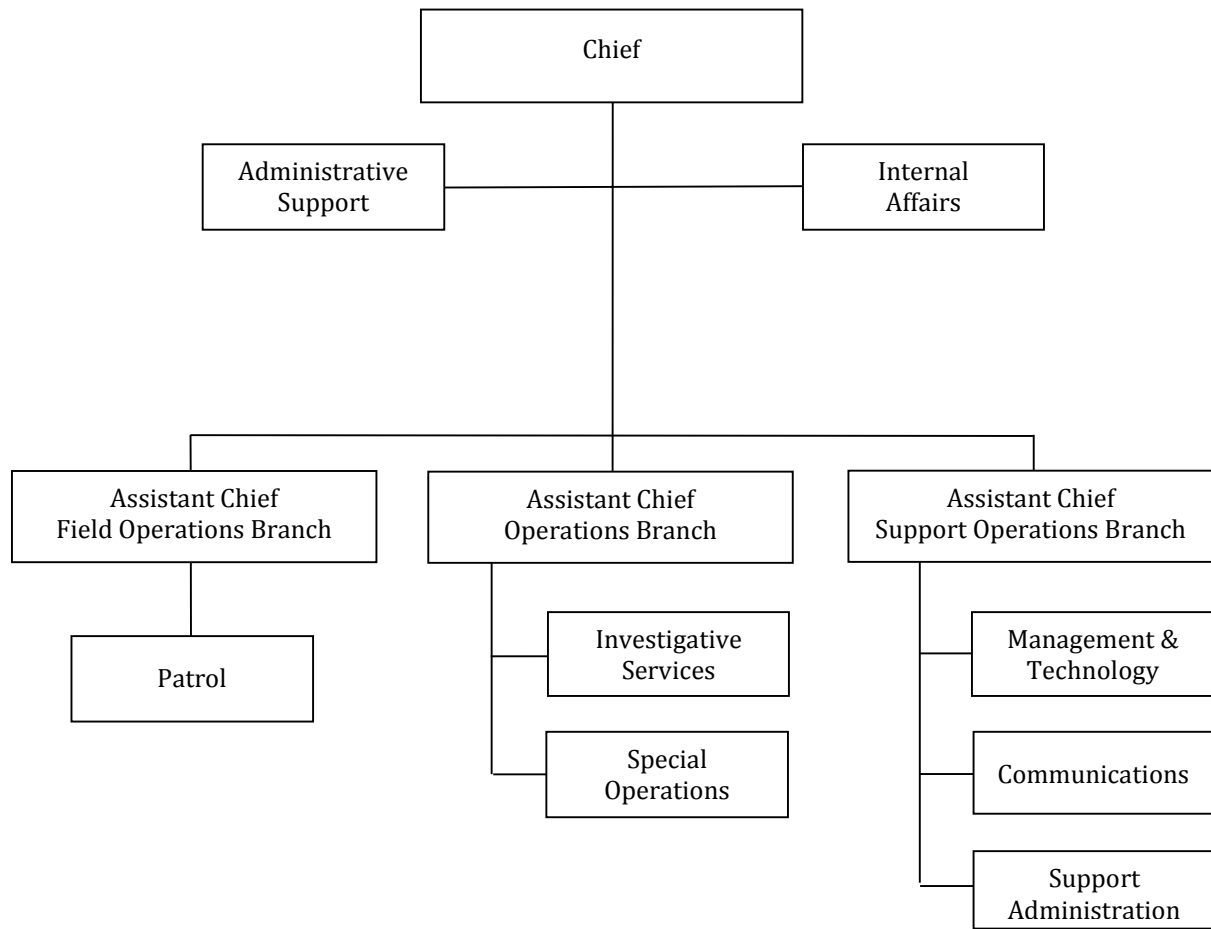 Chief
Administrative
Support
Internal
Affairs
Assistant Chief
Field Operations Branch
Assistant Chief
Operations Branch
Assistant Chief
Support Operations Branch
Patrol
Investigative
Services
Special
Operations
Management &
Technology
Communications
Support
Administration